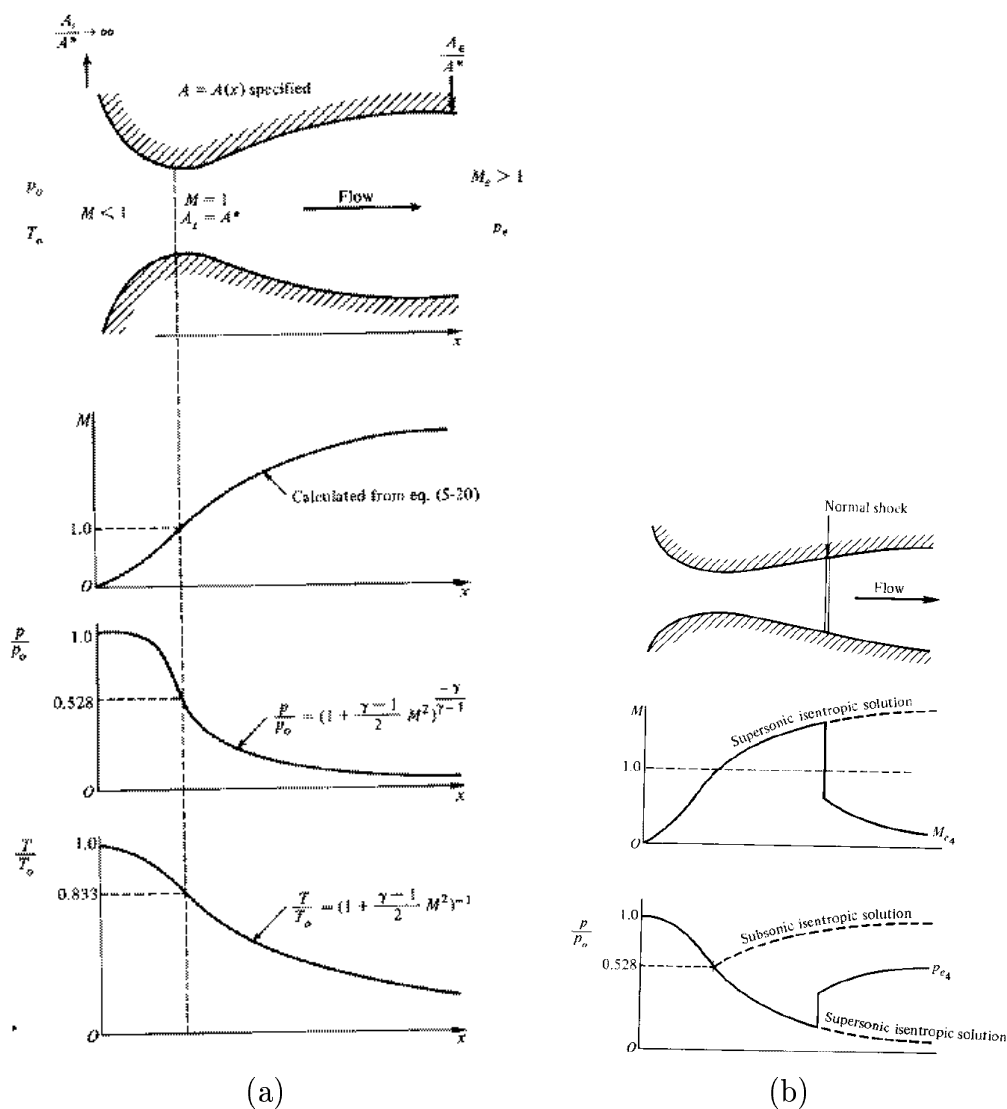 A_i/A* → ∞
A_e/A*
A = A(x) specified
p_o
T_o
M < 1
M = 1
A_t = A*
Flow
M_e > 1
p_e
x
M
Calculated from eq. (5-20)
1.0
O
x
p/p_o
1.0
0.528
p/p_o = (1 + (γ − 1)/2 M²)^(−γ/(γ−1))
O
x
T/T_o
1.0
0.833
T/T_o = (1 + (γ − 1)/2 M²)^(−1)
O
x
(a)
Normal shock
Flow
M
Supersonic isentropic solution
1.0
O
M_e4
p/p_o
1.0
Subsonic isentropic solution
0.528
p_e4
Supersonic isentropic solution
O
(b)